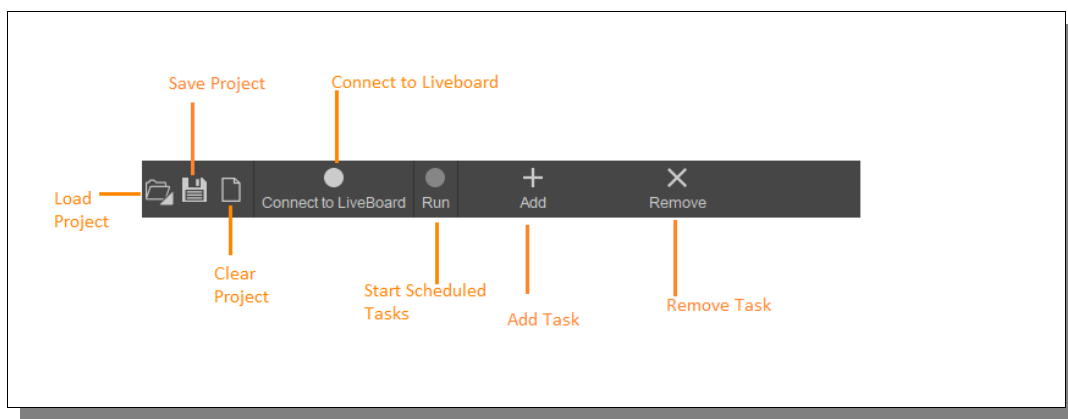 Save Project
Connect to Liveboard
Load
Project
Connect to LiveBoard
Run
Add
Remove
Clear
Project
Start Scheduled
Tasks
Add Task
Remove Task